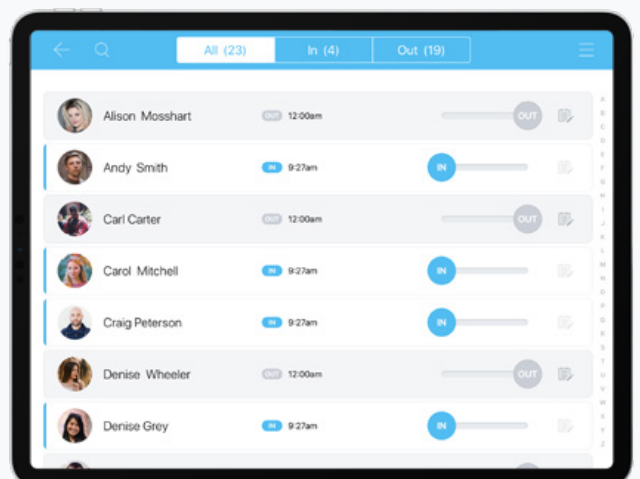 All (23) In (4) Out (19)
Alison Mosshart OUT 12:00am OUT
Andy Smith IN 9:27am IN
Carl Carter OUT 12:00am OUT
Carol Mitchell IN 9:27am IN
Craig Peterson IN 9:27am IN
Denise Wheeler OUT 12:00am OUT
Denise Grey IN 9:27am IN